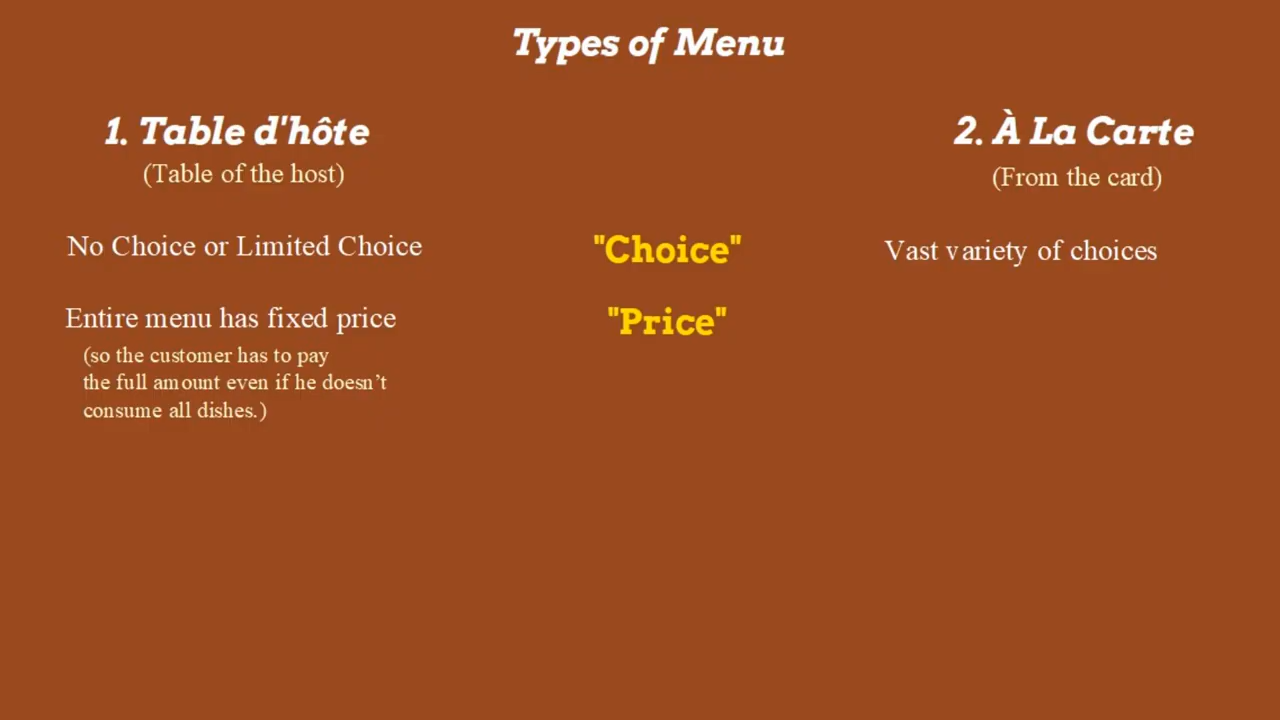 Types of Menu
1. Table d'hôte
(Table of the host)
2. À La Carte
(From the card)
No Choice or Limited Choice
"Choice"
Vast variety of choices
Entire menu has fixed price
"Price"
(so the customer has to pay
the full amount even if he doesn’t
consume all dishes.)